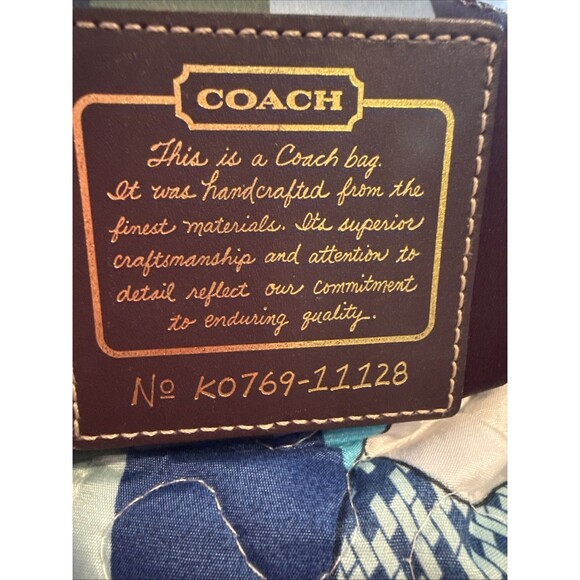 COACH
This is a Coach bag.
It was handcrafted from the
finest materials. Its superior
craftsmanship and attention to
detail reflect our commitment
to enduring quality.
No K0769-11128